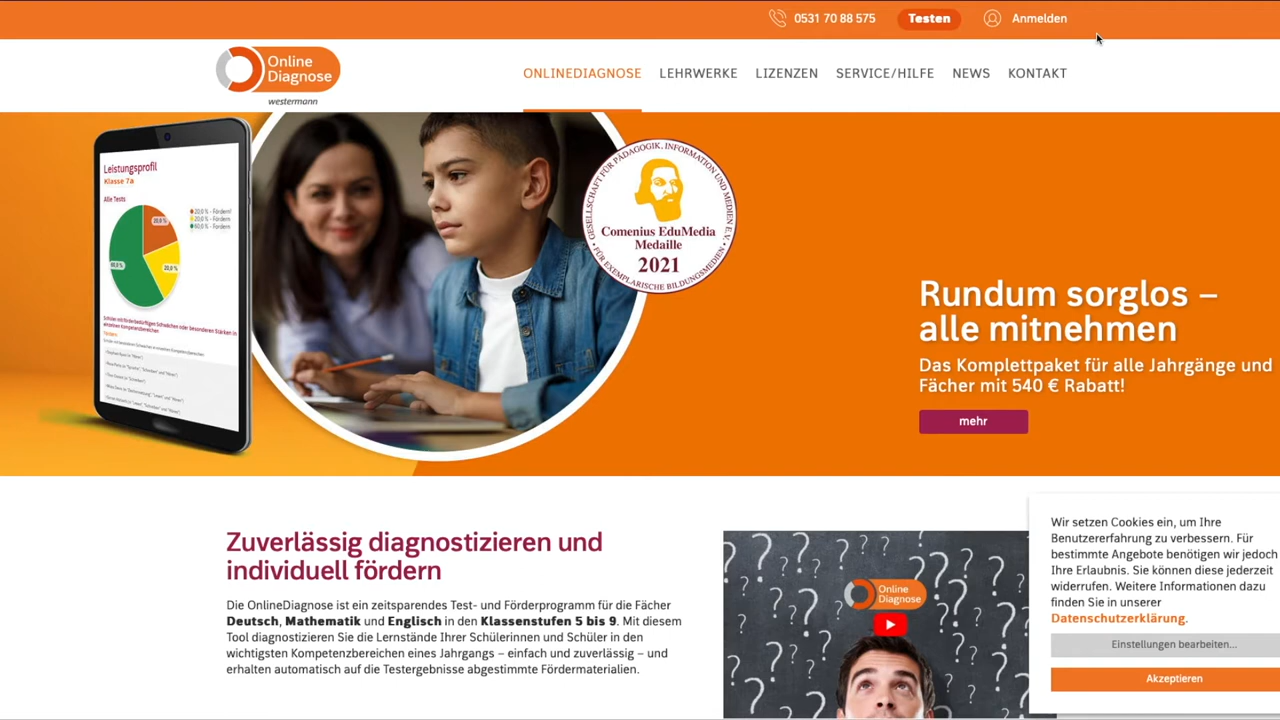 0531 70 88 575
Testen
Anmelden
Online
Diagnose
westermann
ONLINEDIAGNOSE
LEHRWERKE
LIZENZEN
SERVICE/HILFE
NEWS
KONTAKT
Leistungsprofil
Klasse 7a
Alle Tests
GESELLSCHAFT FÜR PÄDAGOGIK, INFORMATION UND MEDIEN E.V.
Comenius EduMedia
Medaille
2021
FÜR EXEMPLARISCHE BILDUNGSMEDIEN
Rundum sorglos –
alle mitnehmen
Das Komplettpaket für alle Jahrgänge und
Fächer mit 540 € Rabatt!
mehr
Zuverlässig diagnostizieren und
individuell fördern
Die OnlineDiagnose ist ein zeitsparendes Test- und Förderprogramm für die Fächer
Deutsch, Mathematik und Englisch in den Klassenstufen 5 bis 9. Mit diesem
Tool diagnostizieren Sie die Lernstände Ihrer Schülerinnen und Schüler in den
wichtigsten Kompetenzbereichen eines Jahrgangs – einfach und zuverlässig – und
erhalten automatisch auf die Testergebnisse abgestimmte Fördermaterialien.
Online
Diagnose
Wir setzen Cookies ein, um Ihre
Benutzererfahrung zu verbessern. Für
bestimmte Angebote benötigen wir jedoch
Ihre Erlaubnis. Sie können diese jederzeit
widerrufen. Weitere Informationen dazu
finden Sie in unserer
Datenschutzerklärung.
Einstellungen bearbeiten...
Akzeptieren